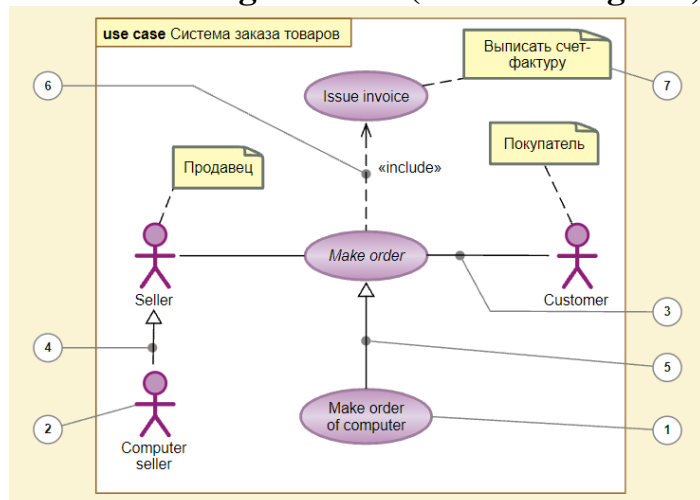 use case Система заказа товаров
Выписать счет-
фактуру
6
7
Issue invoice
Покупатель
Продавец
«include»
Make order
Seller
Customer
3
4
5
Make order
of computer
2
1
Computer
seller